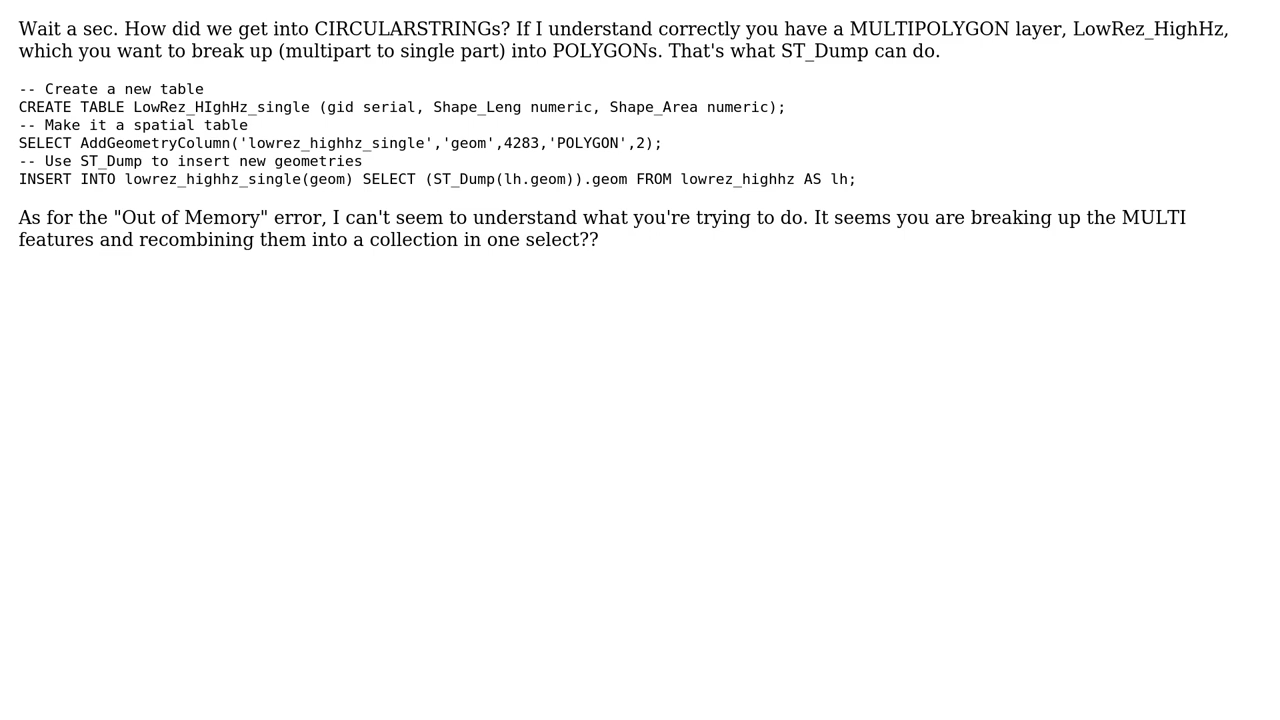 Wait a sec. How did we get into CIRCULARSTRINGs? If I understand correctly you have a MULTIPOLYGON layer, LowRez_HighHz,
which you want to break up (multipart to single part) into POLYGONs. That's what ST_Dump can do.
-- Create a new table
CREATE TABLE LowRez_HIghHz_single (gid serial, Shape_Leng numeric, Shape_Area numeric);
-- Make it a spatial table
SELECT AddGeometryColumn('lowrez_highhz_single','geom',4283,'POLYGON',2);
-- Use ST_Dump to insert new geometries
INSERT INTO lowrez_highhz_single(geom) SELECT (ST_Dump(lh.geom)).geom FROM lowrez_highhz AS lh;
As for the "Out of Memory" error, I can't seem to understand what you're trying to do. It seems you are breaking up the MULTI
features and recombining them into a collection in one select??